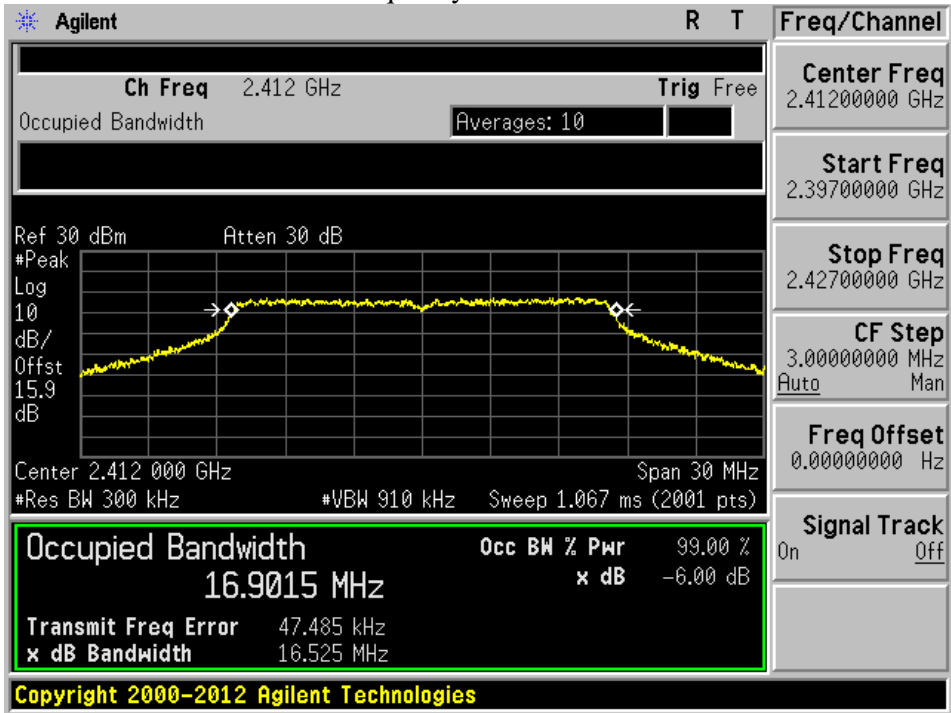 Agilent R T Freq/Channel
Ch Freq 2.412 GHz Trig Free
Occupied Bandwidth Averages: 10
Center Freq
2.41200000 GHz
Start Freq
2.39700000 GHz
Stop Freq
2.42700000 GHz
CF Step
3.00000000 MHz
Auto Man
Freq Offset
0.00000000 Hz
Signal Track
On Off
Ref 30 dBm Atten 30 dB
#Peak
Log
10
dB/
Offst
15.9
dB
Center 2.412 000 GHz Span 30 MHz
#Res BW 300 kHz #VBW 910 kHz Sweep 1.067 ms (2001 pts)
Occupied Bandwidth Occ BW % Pwr 99.00 %
16.9015 MHz x dB -6.00 dB
Transmit Freq Error 47.485 kHz
x dB Bandwidth 16.525 MHz
Copyright 2000-2012 Agilent Technologies